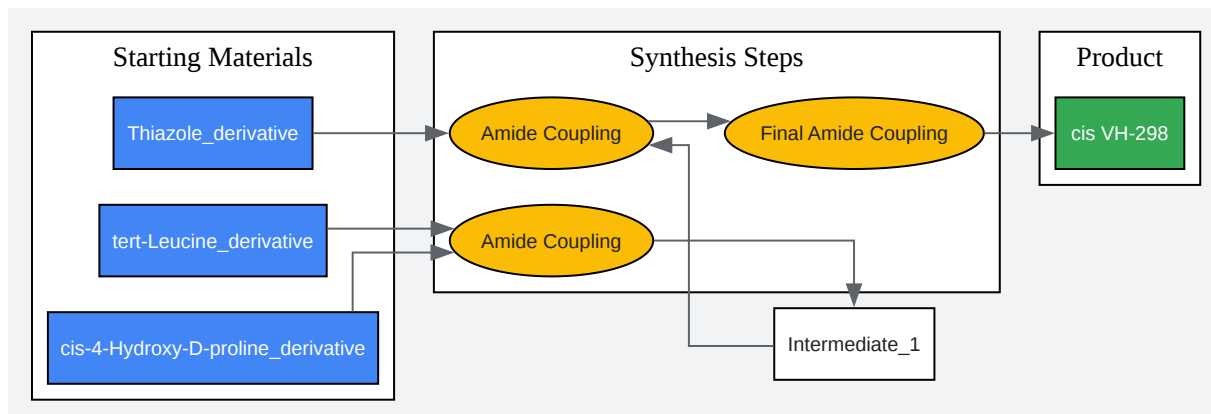 Starting Materials
Thiazole_derivative
tert-Leucine_derivative
cis-4-Hydroxy-D-proline_derivative
Synthesis Steps
Amide Coupling
Final Amide Coupling
Amide Coupling
Intermediate_1
Product
cis VH-298